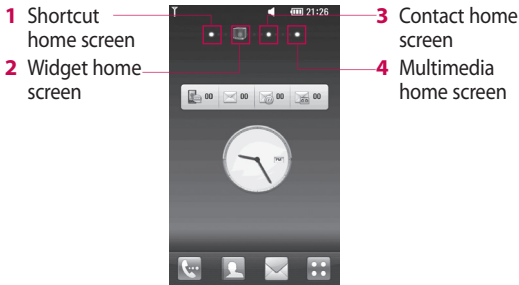 1 Shortcut
home screen
2 Widget home
screen
21:26
00 00 00 00
PM
3 Contact home
screen
4 Multimedia
home screen